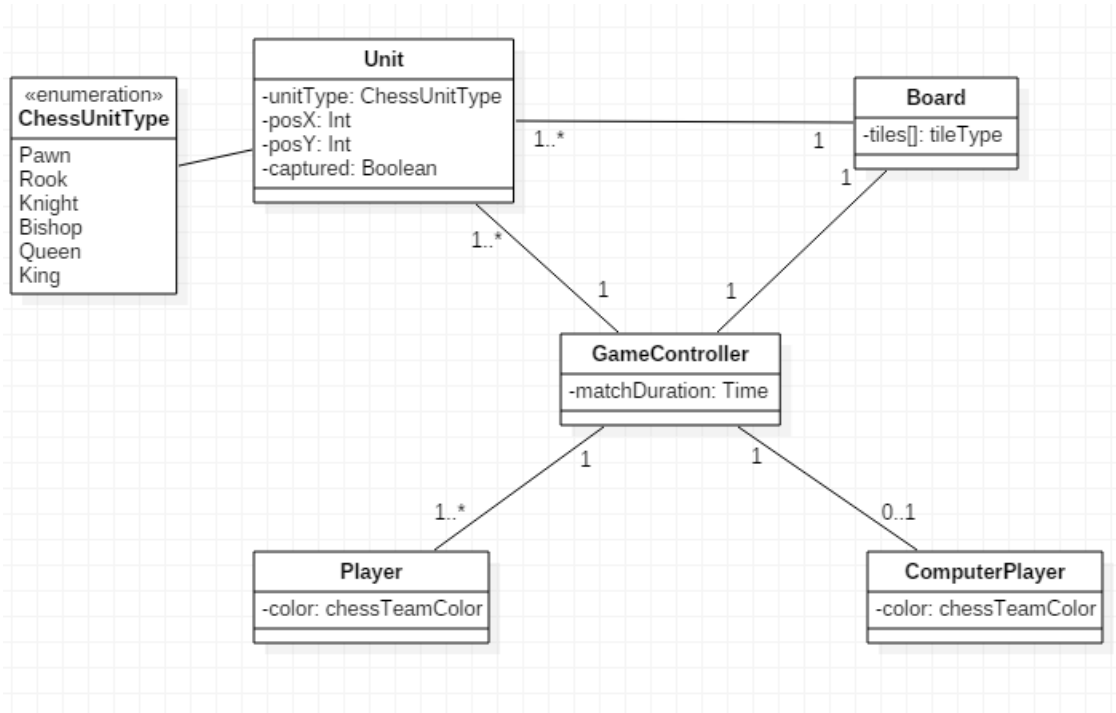 «enumeration»
ChessUnitType
Pawn
Rook
Knight
Bishop
Queen
King
Unit
-unitType: ChessUnitType
-posX: Int
-posY: Int
-captured: Boolean
1..*
1
Board
-tiles[]: tileType
1
1..*
1
1
GameController
-matchDuration: Time
1
1
1..*
0..1
Player
-color: chessTeamColor
ComputerPlayer
-color: chessTeamColor